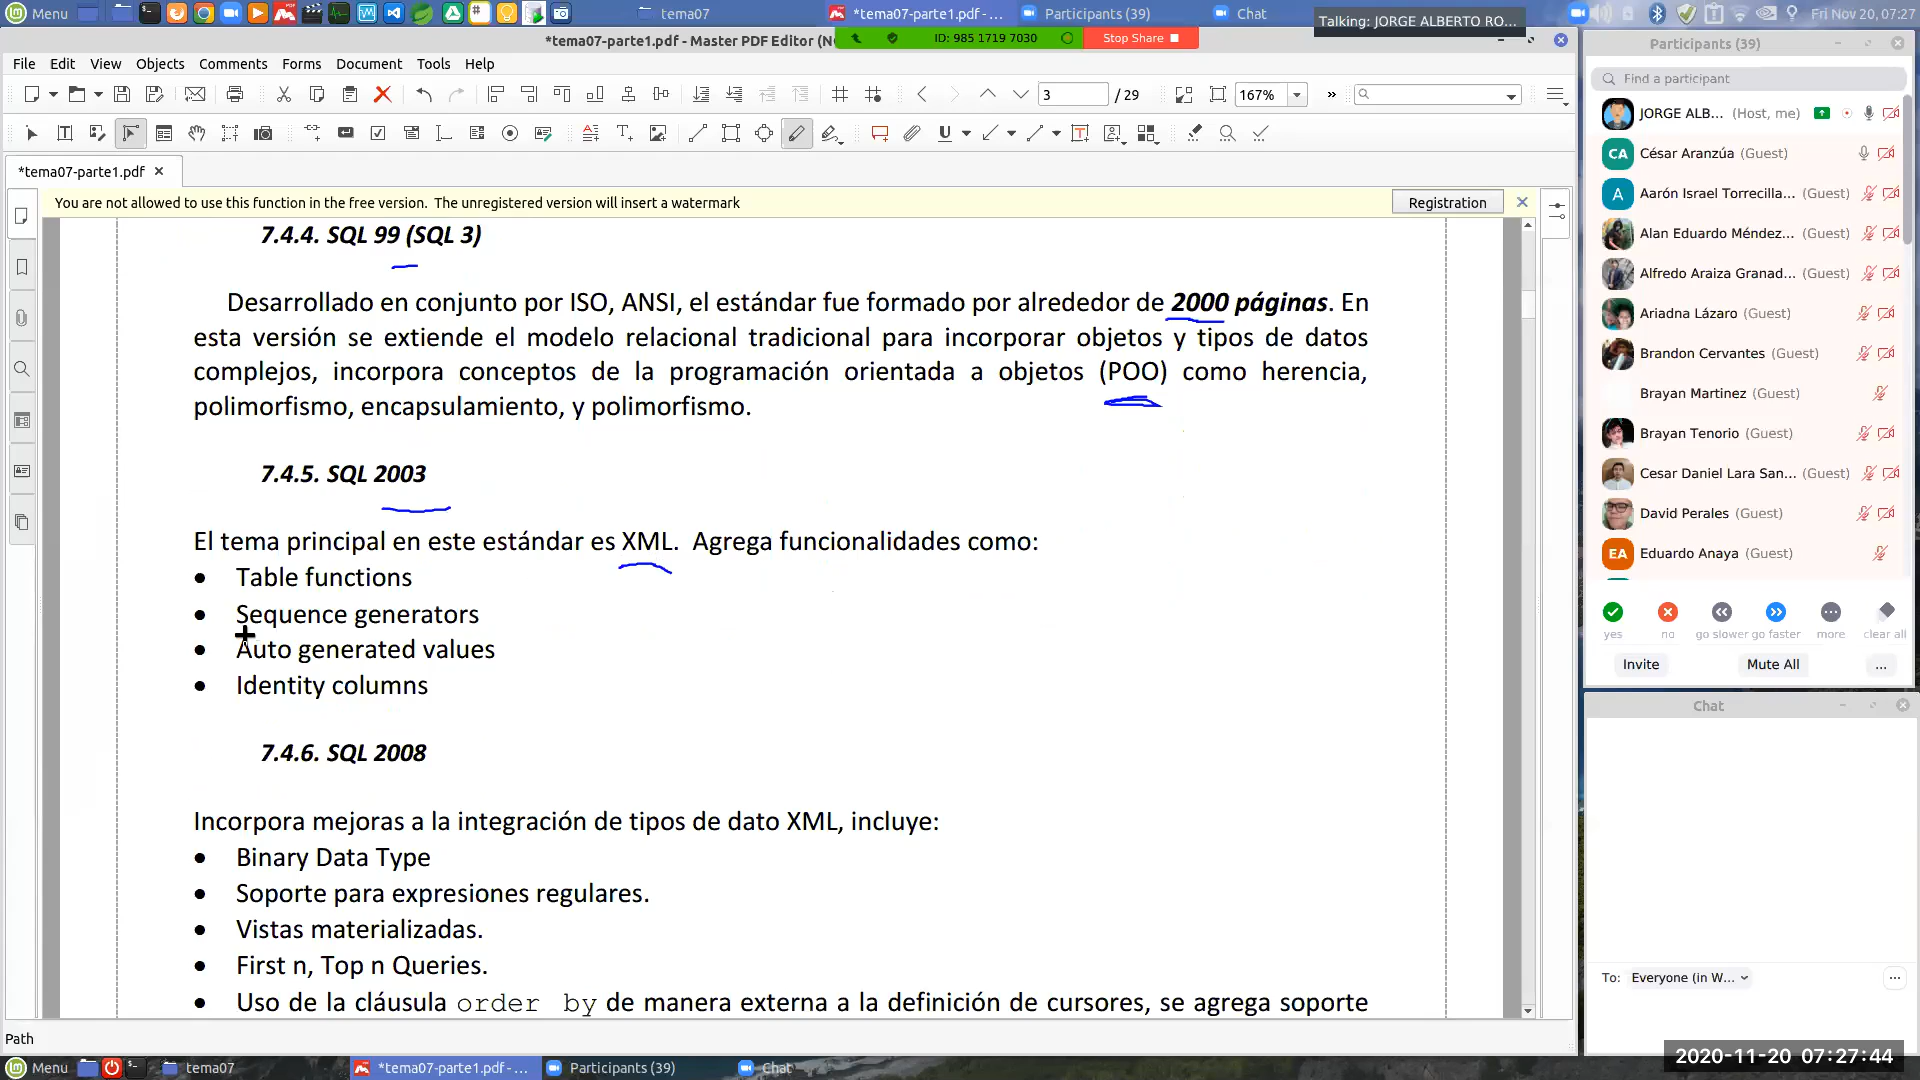 Menu
tema07
*tema07-parte1.pdf - ...
Participants (39)
Chat
Talking: JORGE ALBERTO RO...
Fri Nov 20, 07:27
*tema07-parte1.pdf - Master PDF Editor (N
ID: 985 1719 7030
Stop Share
File Edit View Objects Comments Forms Document Tools Help
3 / 29
167%
*tema07-parte1.pdf
You are not allowed to use this function in the free version. The unregistered version will insert a watermark
Registration
7.4.4. SQL 99 (SQL 3)
Desarrollado en conjunto por ISO, ANSI, el estándar fue formado por alrededor de 2000 páginas. En
esta versión se extiende el modelo relacional tradicional para incorporar objetos y tipos de datos
complejos, incorpora conceptos de la programación orientada a objetos (POO) como herencia,
polimorfismo, encapsulamiento, y polimorfismo.
7.4.5. SQL 2003
El tema principal en este estándar es XML. Agrega funcionalidades como:
• Table functions
• Sequence generators
• Auto generated values
• Identity columns
7.4.6. SQL 2008
Incorpora mejoras a la integración de tipos de dato XML, incluye:
• Binary Data Type
• Soporte para expresiones regulares.
• Vistas materializadas.
• First n, Top n Queries.
• Uso de la cláusula order by de manera externa a la definición de cursores, se agrega soporte
Path
Participants (39)
Find a participant
JORGE ALB... (Host, me)
CA César Aranzúa (Guest)
A Aarón Israel Torrecilla... (Guest)
Alan Eduardo Méndez... (Guest)
Alfredo Araiza Granad... (Guest)
Ariadna Lázaro (Guest)
Brandon Cervantes (Guest)
Brayan Martinez (Guest)
Brayan Tenorio (Guest)
Cesar Daniel Lara San... (Guest)
David Perales (Guest)
EA Eduardo Anaya (Guest)
yes no go slower go faster more clear all
Invite Mute All ...
Chat
To: Everyone (in W...
Menu
tema07
*tema07-parte1.pdf - ...
Participants (39)
Chat
2020-11-20 07:27:44